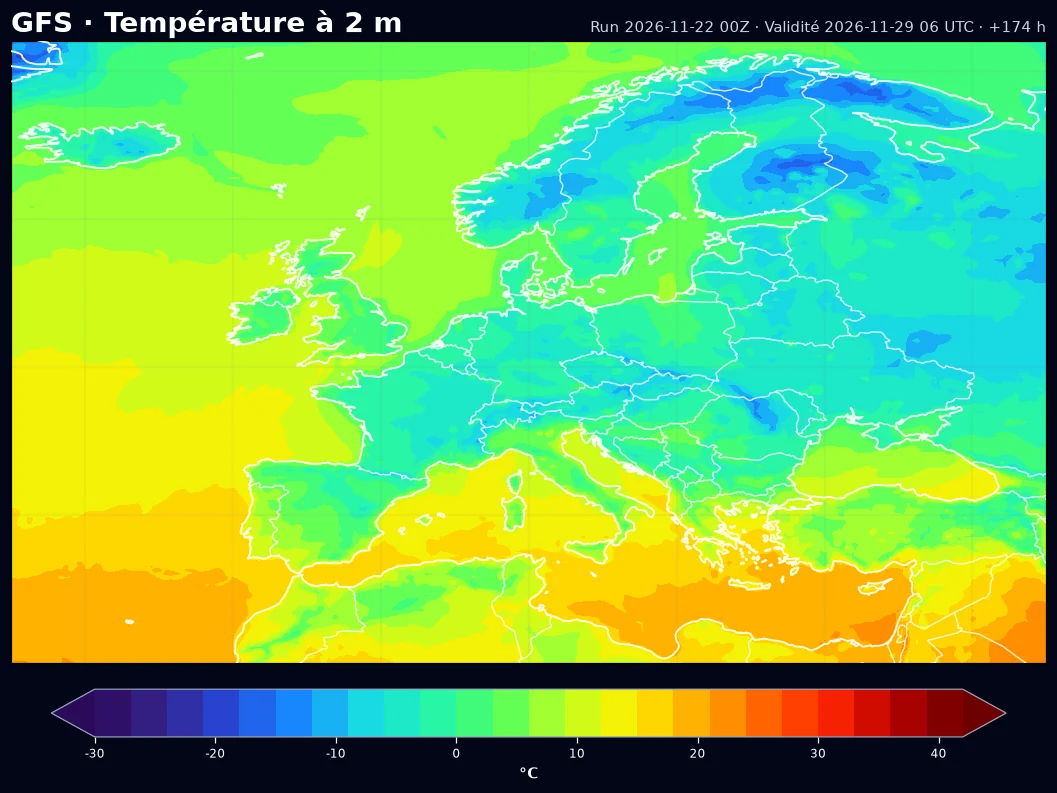 GFS · Température à 2 m
Run 2026-11-22 00Z · Validité 2026-11-29 06 UTC · +174 h
-30 -20 -10 0 10 20 30 40
°C